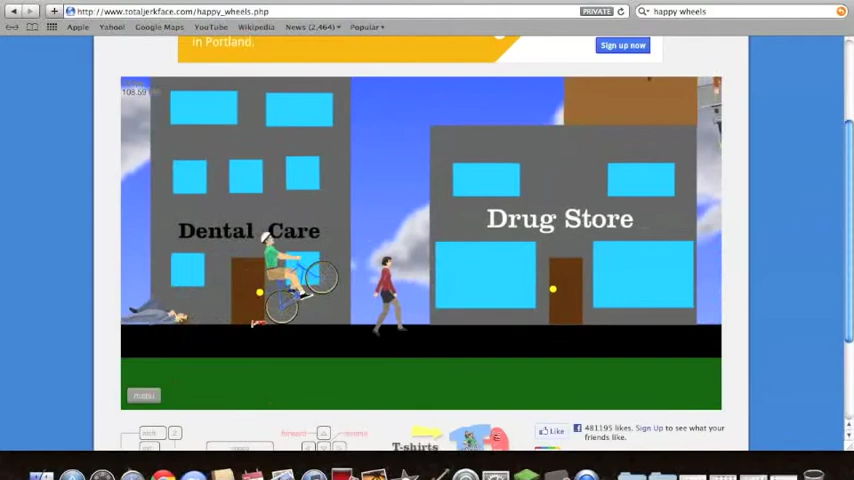 http://www.totaljerkface.com/happy_wheels.php
PRIVATE
happy wheels
Apple Yahoo! Google Maps YouTube Wikipedia News (2,464) Popular
in Portland.
Sign up now
Dental Care
Drug Store
menu
forward
T-shirts
Like
481195 likes. Sign Up to see what your
friends like.